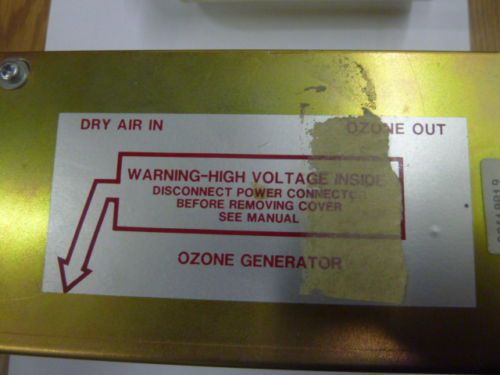 DRY AIR IN
OZONE OUT
WARNING-HIGH VOLTAGE INSIDE
DISCONNECT POWER CONNECTOR
BEFORE REMOVING COVER
SEE MANUAL
OZONE GENERATOR